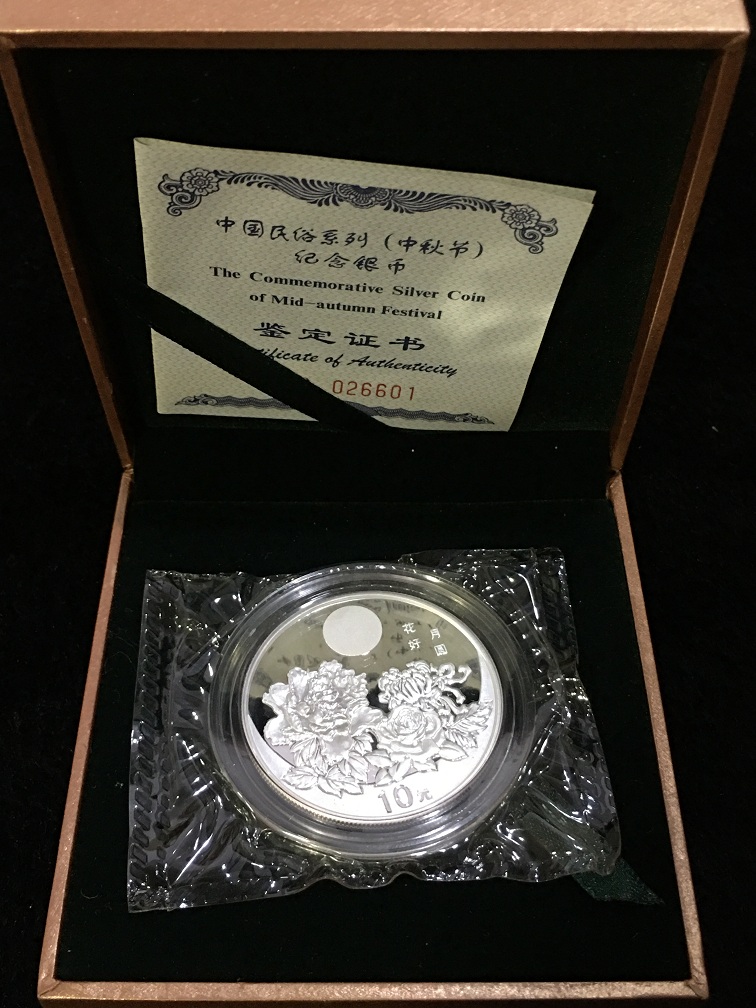 中国民俗系列（中秋节）
纪念银币
The Commemorative Silver Coin
of Mid-autumn Festival
鉴定证书
of Authenticity
026601
花好
月圆
10元